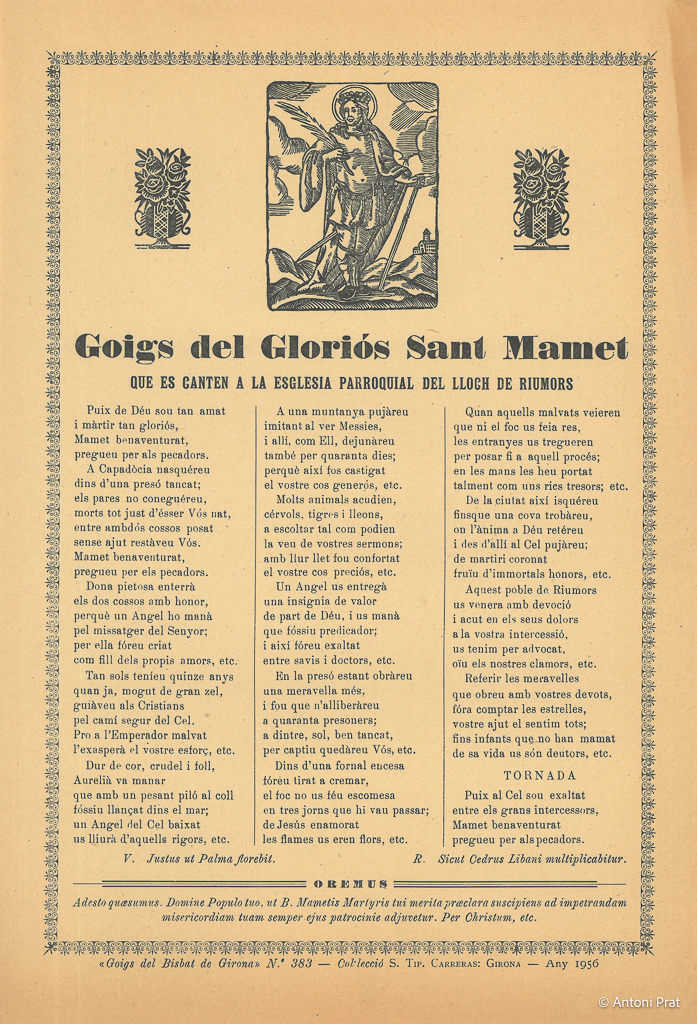 Goigs del Gloriós Sant Mamet
QUE ES CANTEN A LA ESGLESIA PARROQUIAL DEL LLOCH DE RIUMORS
Puix de Déu sou tan amat
i màrtir tan gloriós,
Mamet benaventurat,
pregueu per als pecadors.
A Capadòcia nasquéreu
dins d'una presó tancat;
els pares no coneguéreu,
morts tot just d'ésser Vós nat,
entre ambdós cossos posat
sense ajut restàveu Vós.
Mamet benaventurat,
pregueu per els pecadors.
Dona pietosa enterrà
els dos cossos amb honor,
perquè un Angel ho manà
pel missatger del Senyor;
per ella fóreu criat
com fill dels propis amors, etc.
Tan sols teníeu quinze anys
quan ja, mogut de gran zel,
guiàveu als Cristians
pel camí segur del Cel.
Pro a l'Emperador malvat
l'exasperà el vostre esforç, etc.
Dur de cor, crudel i foll,
Aurelià va manar
que amb un pesant piló al coll
fóssiu llançat dins el mar;
un Angel del Cel baixat
us lliurà d'aquells rigors, etc.
A una muntanya pujàreu
imitant al ver Messies,
i allí, com Ell, dejunàreu
també per quaranta dies;
perquè així fos castigat
el vostre cos generós, etc.
Molts animals acudien,
cérvols, tigres i lleons,
a escoltar tal com podien
la veu de vostres sermons;
amb llur llet fou confortat
el vostre cos preciós, etc.
Un Angel us entregà
una insignia de valor
de part de Déu, i us manà
que fóssiu predicador;
i així fóreu exaltat
entre savis i doctors, etc.
En la presó estant obràreu
una meravella més,
i fou que n'alliberàreu
a quaranta presoners;
a dintre, sol, ben tancat,
per captiu quedàreu Vós, etc.
Dins d'una fornal encesa
fóreu tirat a cremar,
el foc no us féu escomesa
en tres jorns que hi vau passar;
de Jesús enamorat
les flames us eren flors, etc.
Quan aquells malvats veieren
que ni el foc us feia res,
les entranyes us tregueren
per posar fi a aquell procés;
en les mans les heu portat
talment com uns rics tresors; etc.
De la ciutat així isquéreu
finsque una cova trobàreu,
on l'ànima a Déu retéreu
i des d'allí al Cel pujàreu;
de martiri coronat
fruïu d'immortals honors, etc.
Aquest poble de Riumors
us venera amb devoció
i acut en els seus dolors
a la vostra intercessió,
us tenim per advocat,
oïu els nostres clamors, etc.
Referir les meravelles
que obreu amb vostres devots,
fóra comptar les estrelles,
vostre ajut el sentim tots;
fins infants que no han mamat
de sa vida us són deutors, etc.
TORNADA
Puix al Cel sou exaltat
entre els grans intercessors,
Mamet benaventurat
pregueu per als pecadors.
V. Justus ut Palma florebit. R. Sicut Cedrus Libani multiplicabitur.
OREMUS
Adesto quæsumus. Domine Populo tuo, ut B. Mametis Martyris tui merita præclara suscipiens ad impetrandam
misericordiam tuam semper ejus patrocinie adjuvetur. Per Christum, etc.
«Goigs del Bisbat de Girona» N.º 383 — Col·lecció S. Tip. Carreras: Girona — Any 1956
© Antoni Prat